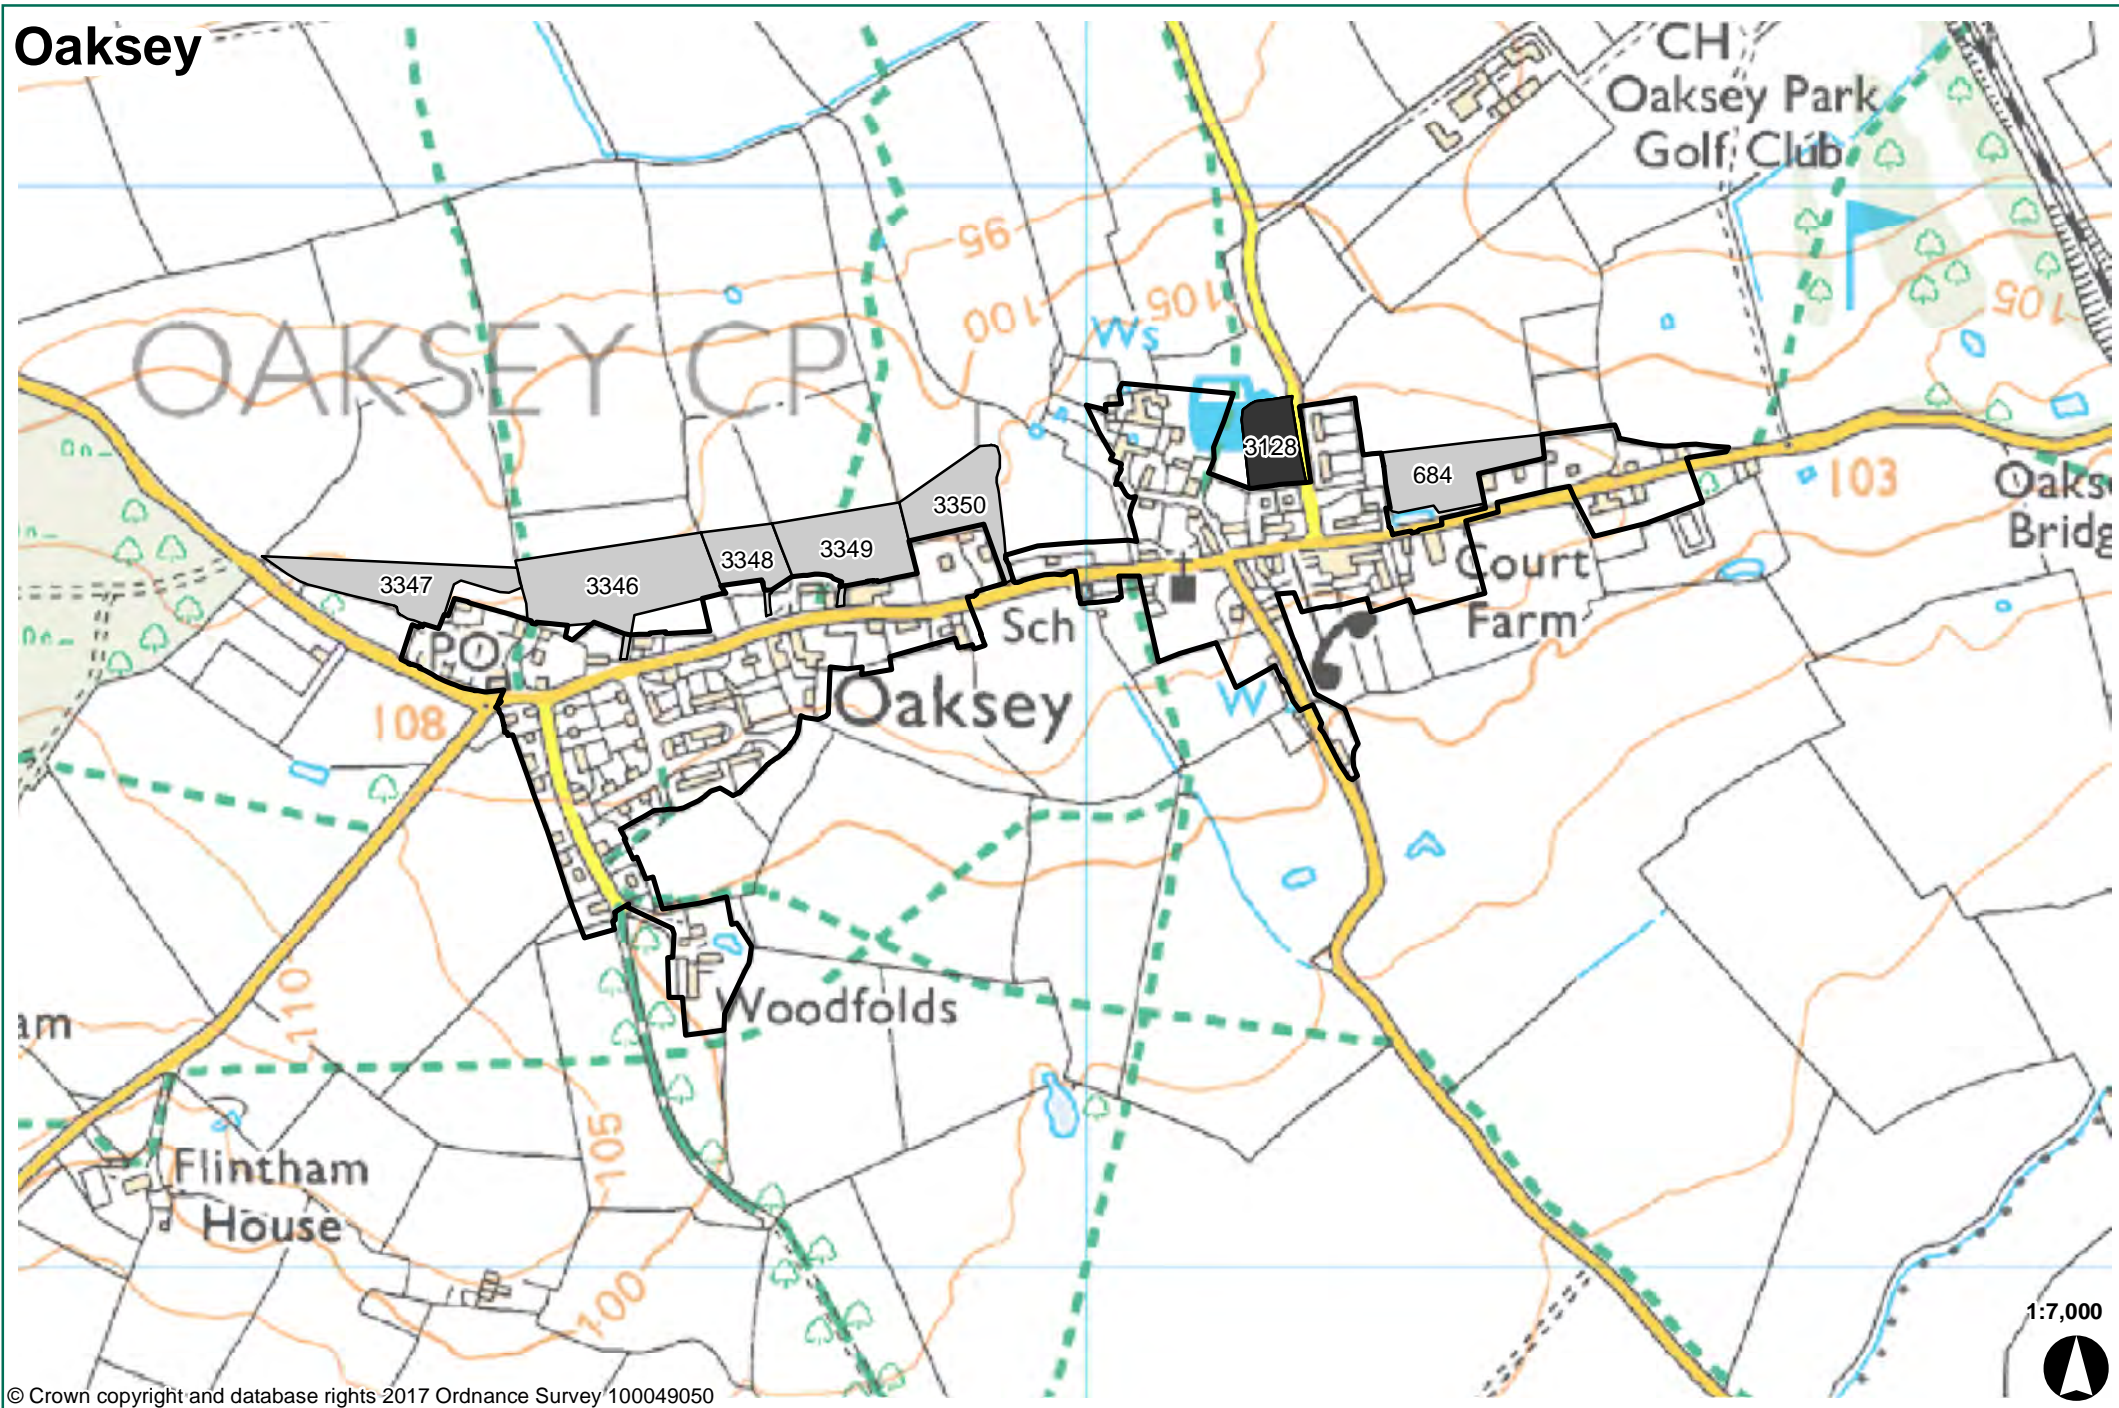 Oaksey
CH
Oaksey Park
Golf Club
95
100
105
Ws
105
OAKSEY CP
3128
684
103
Oaks
Bridg
3350
3349
3348
3346
3347
Court
Farm
PO
Sch
Oaksey
W
108
110
Woodfolds
am
105
Flintham
House
100
1:7,000
© Crown copyright and database rights 2017 Ordnance Survey 100049050